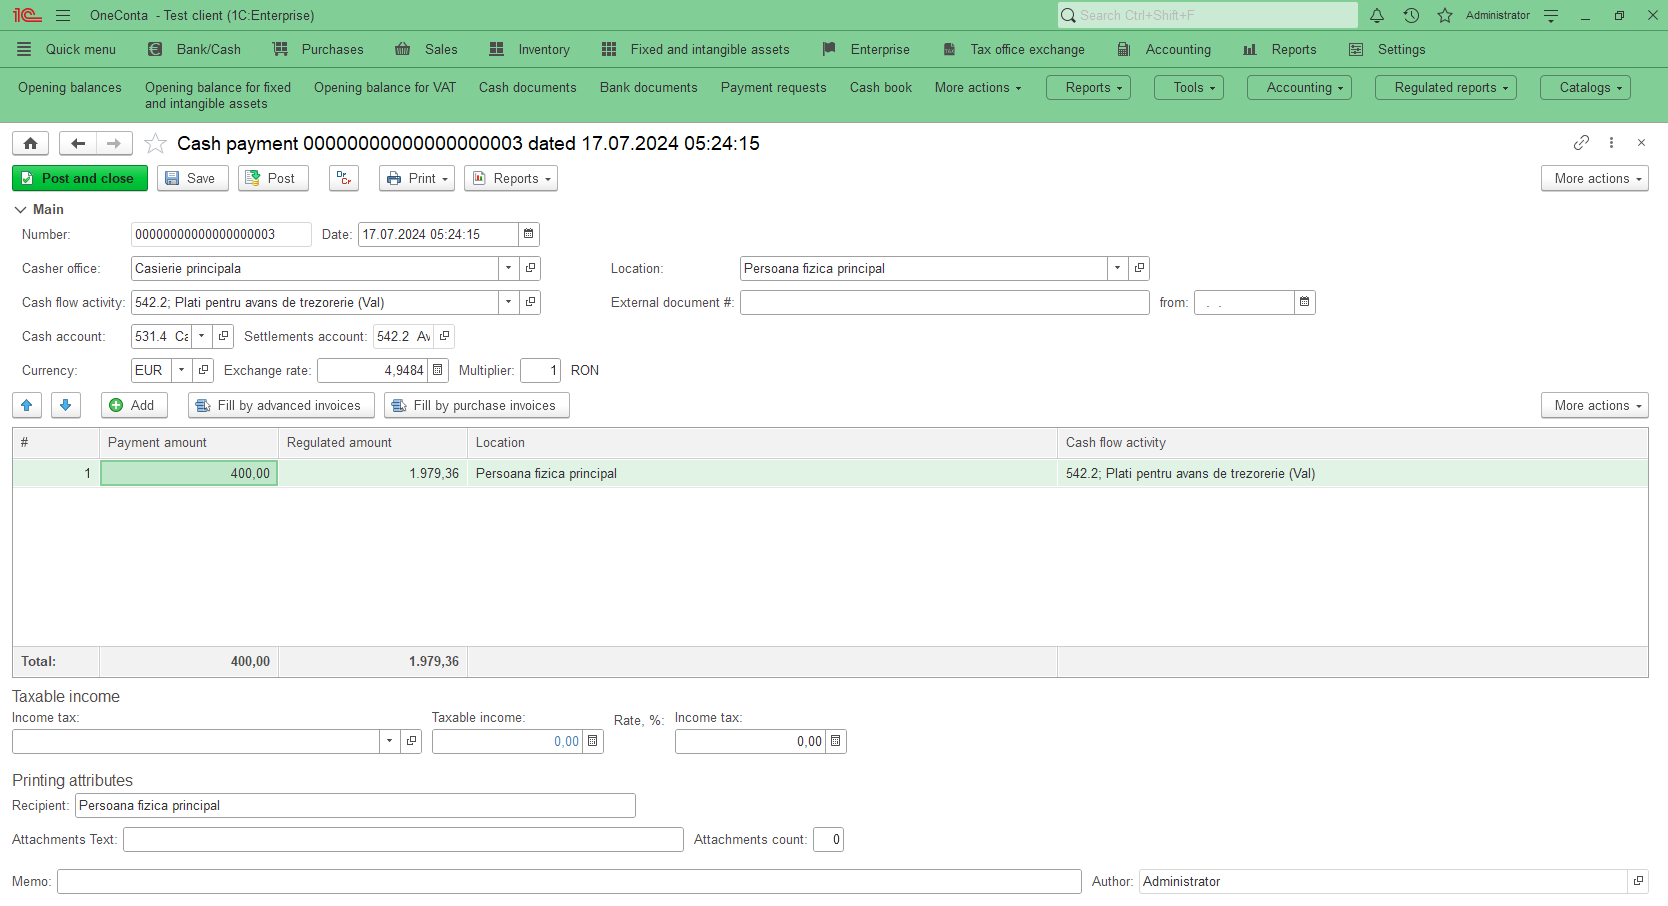 OneConta - Test client (1C:Enterprise)
Search Ctrl+Shift+F
Administrator
Quick menu
Bank/Cash
Purchases
Sales
Inventory
Fixed and intangible assets
Enterprise
Tax office exchange
Accounting
Reports
Settings
Opening balances
Opening balance for fixed
and intangible assets
Opening balance for VAT
Cash documents
Bank documents
Payment requests
Cash book
More actions
Reports
Tools
Accounting
Regulated reports
Catalogs
Cash payment 00000000000000000003 dated 17.07.2024 05:24:15
Post and close
Save
Post
Dr
Cr
Print
Reports
More actions
Main
Number: 00000000000000000003 Date: 17.07.2024 05:24:15
Casher office: Casierie principala
Location: Persoana fizica principal
Cash flow activity: 542.2; Plati pentru avans de trezorerie (Val)
External document #: from: . .
Cash account: 531.4 Ca Settlements account: 542.2 Av
Currency: EUR Exchange rate: 4,9484 Multiplier: 1 RON
Add
Fill by advanced invoices
Fill by purchase invoices
More actions
# Payment amount Regulated amount Location Cash flow activity
1 400,00 1.979,36 Persoana fizica principal 542.2; Plati pentru avans de trezorerie (Val)
Total: 400,00 1.979,36
Taxable income
Income tax: Taxable income: Rate, %: Income tax:
0,00 0,00
Printing attributes
Recipient: Persoana fizica principal
Attachments Text: Attachments count: 0
Memo: Author: Administrator